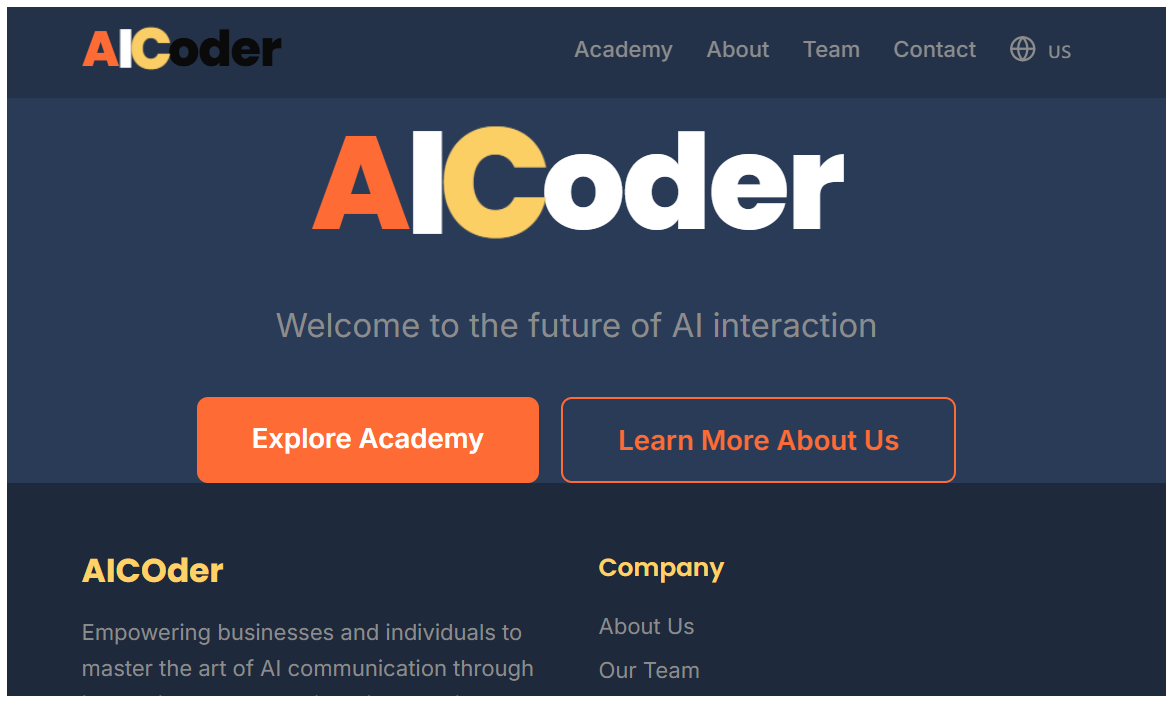 AICoder
Academy About Team Contact US
AICoder
Welcome to the future of AI interaction
Explore Academy
Learn More About Us
AICOder
Empowering businesses and individuals to
master the art of AI communication through
Company
About Us
Our Team